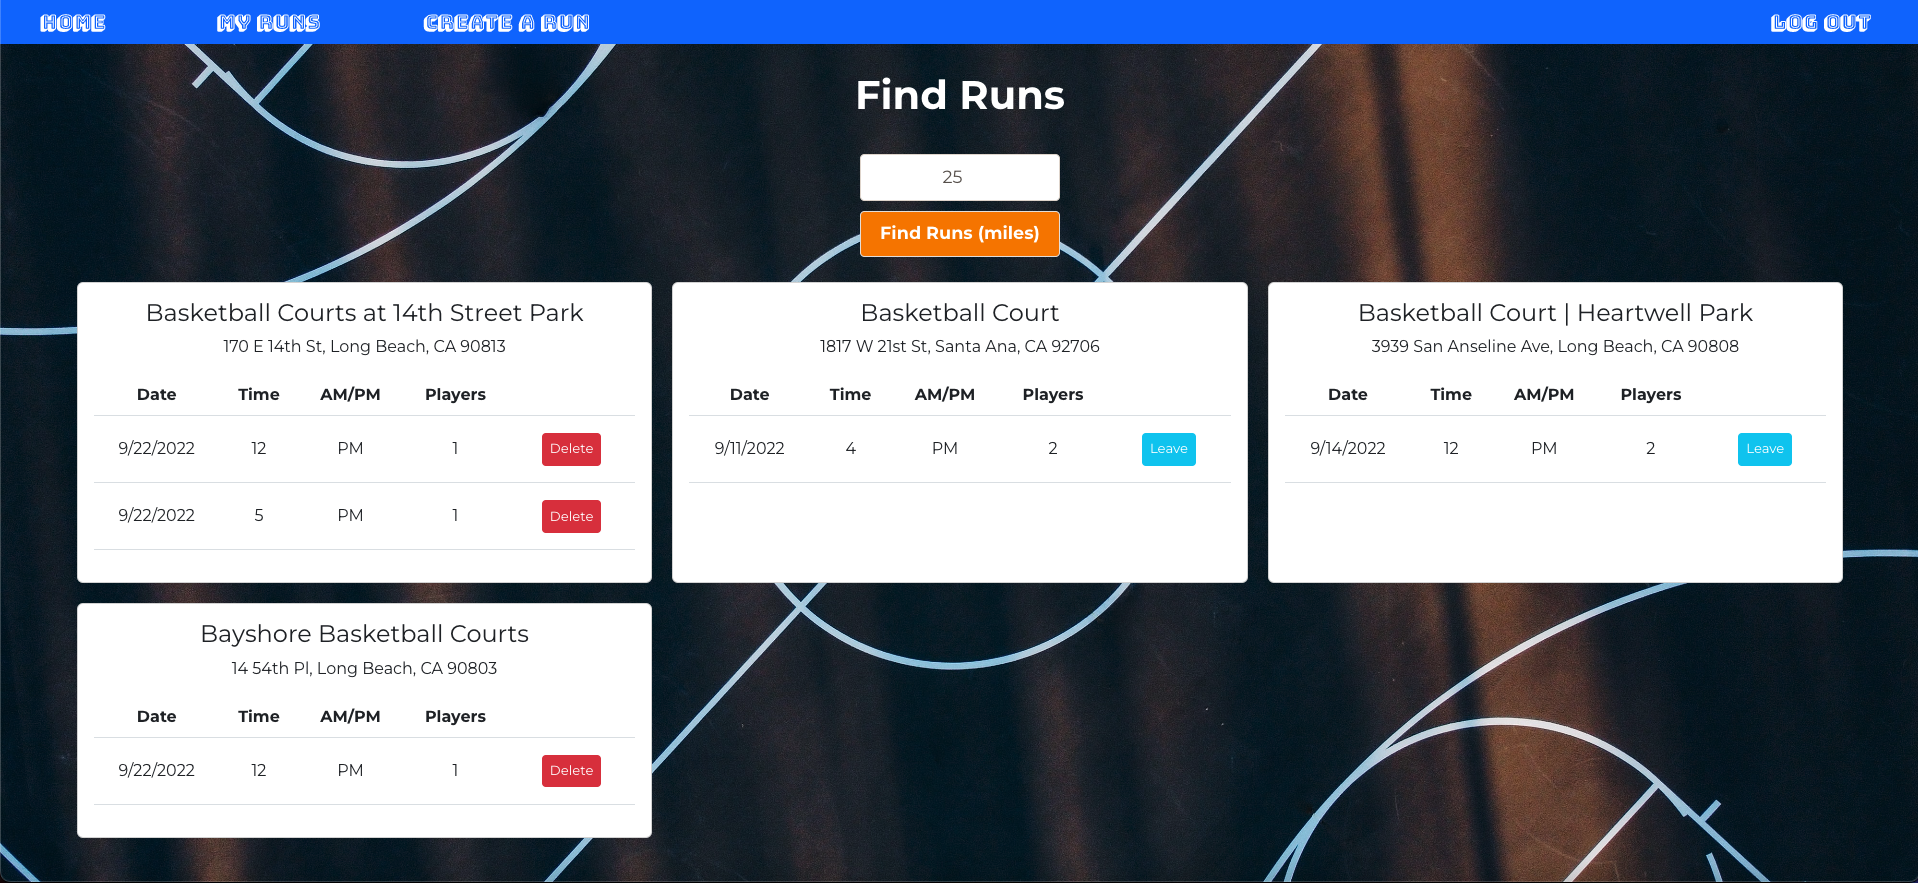 HOME MY RUNS CREATE A RUN LOG OUT
Find Runs
25
Find Runs (miles)
Basketball Courts at 14th Street Park
170 E 14th St, Long Beach, CA 90813
Date Time AM/PM Players
9/22/2022 12 PM 1 Delete
9/22/2022 5 PM 1 Delete
Basketball Court
1817 W 21st St, Santa Ana, CA 92706
Date Time AM/PM Players
9/11/2022 4 PM 2 Leave
Basketball Court | Heartwell Park
3939 San Anseline Ave, Long Beach, CA 90808
Date Time AM/PM Players
9/14/2022 12 PM 2 Leave
Bayshore Basketball Courts
14 54th Pl, Long Beach, CA 90803
Date Time AM/PM Players
9/22/2022 12 PM 1 Delete